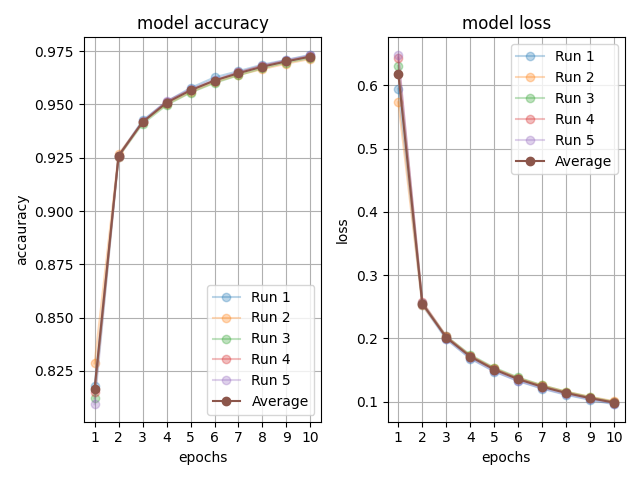 model accuracy
0.975
0.950
0.925
0.900
0.875
0.850
0.825
accauracy
1 2 3 4 5 6 7 8 9 10
epochs
Run 1
Run 2
Run 3
Run 4
Run 5
Average
model loss
0.6
0.5
0.4
0.3
0.2
0.1
loss
1 2 3 4 5 6 7 8 9 10
epochs
Run 1
Run 2
Run 3
Run 4
Run 5
Average